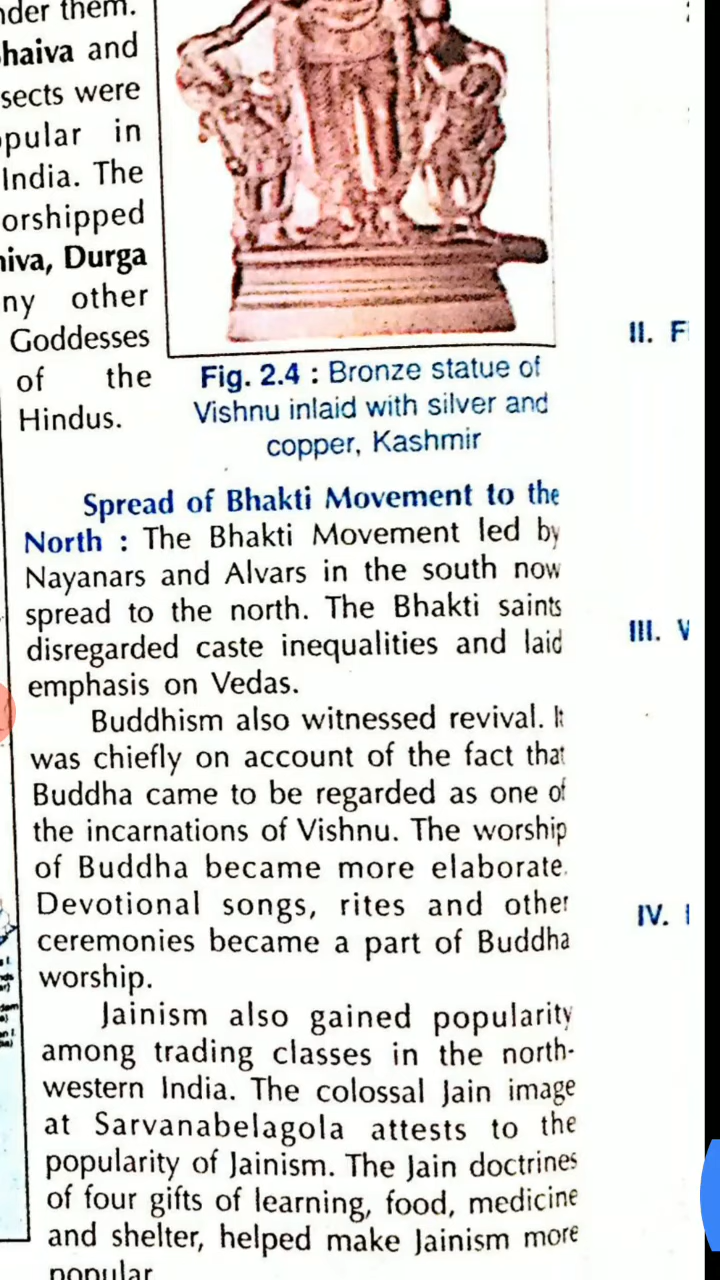 nder them.
haiva and
sects were
pular in
India. The
orshipped
hiva, Durga
ny other
Goddesses
of the
Hindus.
Fig. 2.4 : Bronze statue of
Vishnu inlaid with silver and
copper, Kashmir
Spread of Bhakti Movement to the
North : The Bhakti Movement led by
Nayanars and Alvars in the south now
spread to the north. The Bhakti saints
disregarded caste inequalities and laid
emphasis on Vedas.
Buddhism also witnessed revival. It
was chiefly on account of the fact that
Buddha came to be regarded as one of
the incarnations of Vishnu. The worship
of Buddha became more elaborate.
Devotional songs, rites and other
ceremonies became a part of Buddha
worship.
Jainism also gained popularity
among trading classes in the north-
western India. The colossal Jain image
at Sarvanabelagola attests to the
popularity of Jainism. The Jain doctrines
of four gifts of learning, food, medicine
and shelter, helped make Jainism more
popular
II. F
III. V
IV.